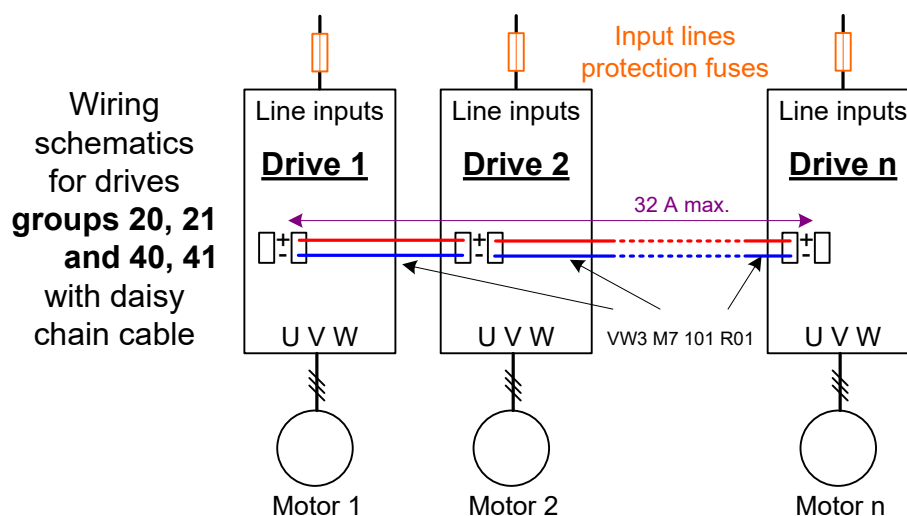 Wiring
schematics
for drives
groups 20, 21
and 40, 41
with daisy
chain cable
Input lines
protection fuses
Line inputs
Drive 1
+
-
U V W
Motor 1
Line inputs
Drive 2
+
-
U V W
Motor 2
32 A max.
VW3 M7 101 R01
Line inputs
Drive n
+
-
U V W
Motor n